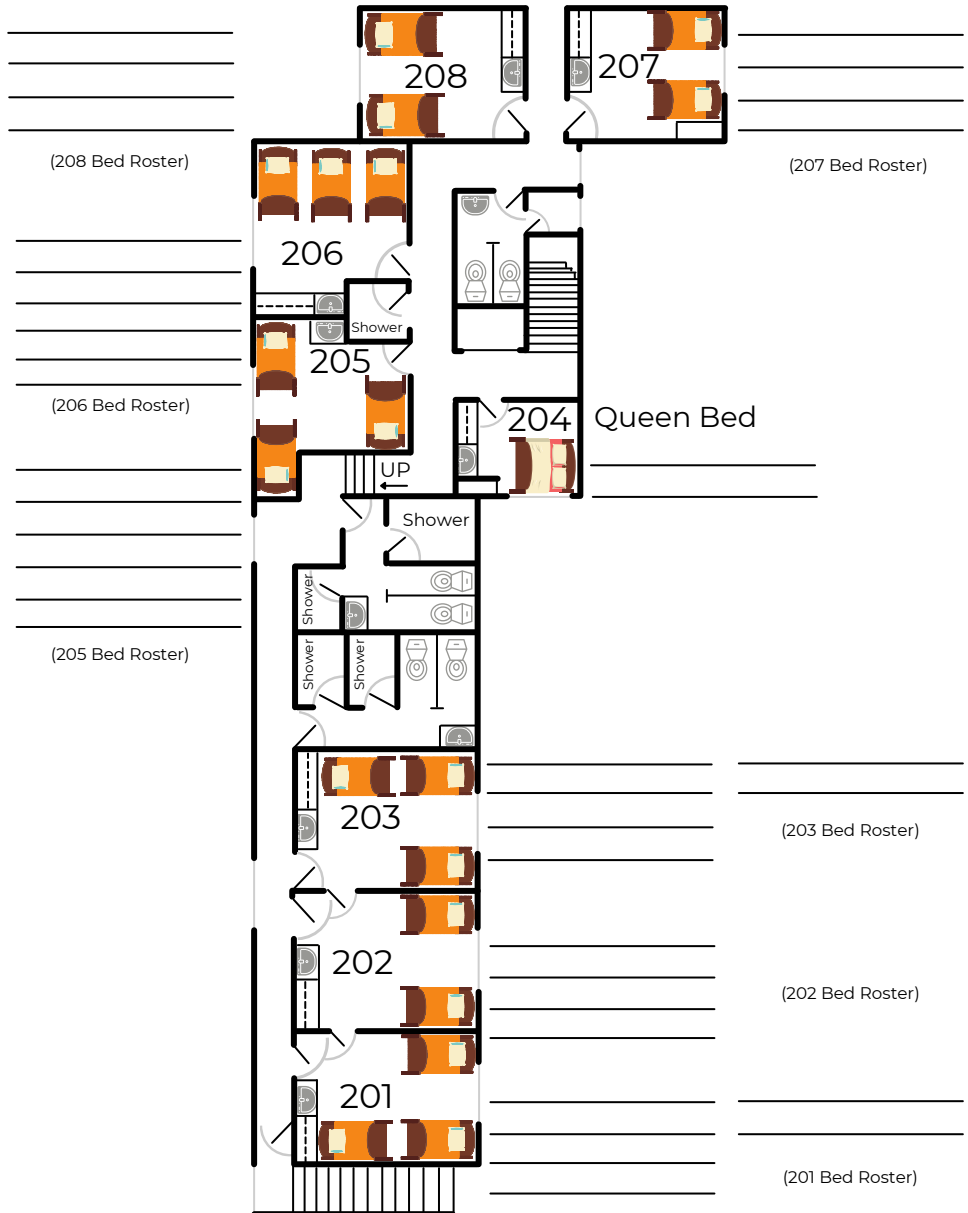 208
207
(208 Bed Roster)
(207 Bed Roster)
206
Shower
205
(206 Bed Roster)
204
Queen Bed
UP
Shower
Shower
(205 Bed Roster)
Shower
Shower
203
(203 Bed Roster)
202
(202 Bed Roster)
201
(201 Bed Roster)